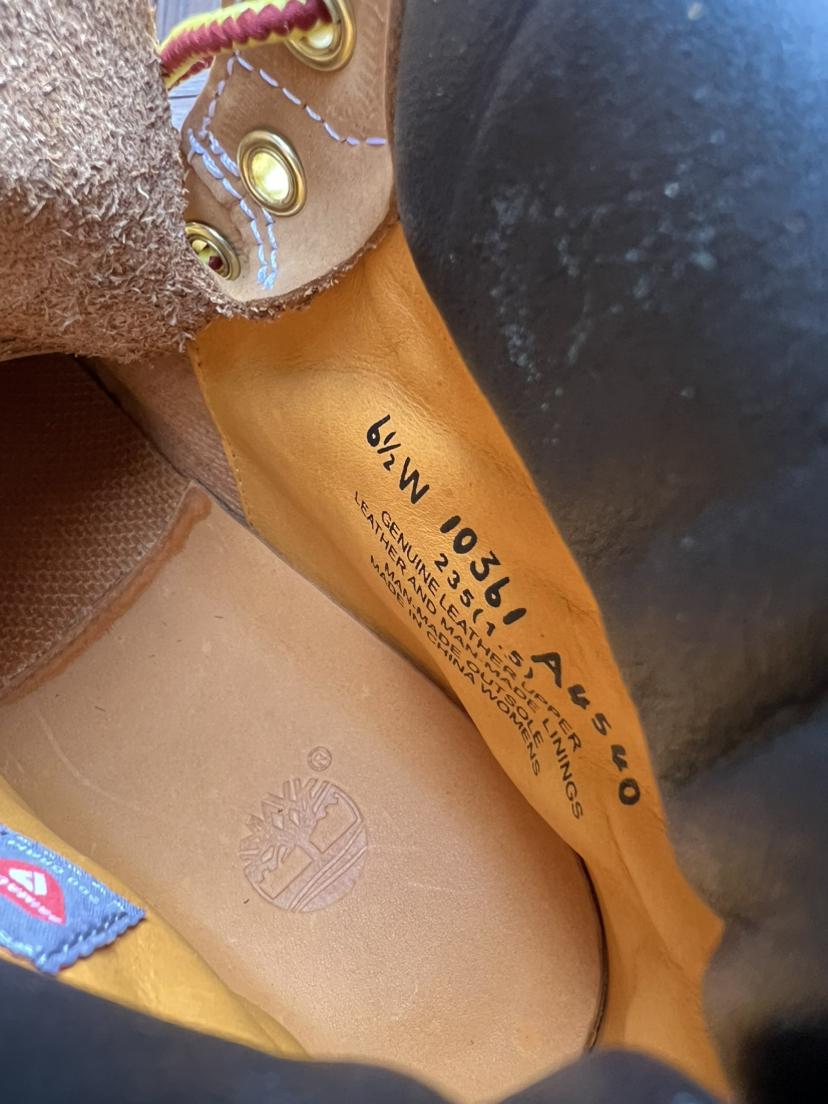 6½W 10361 A4540
235(1.5)
GENUINE LEATHER UPPER
LEATHER AND MAN-MADE LININGS
MAN-MADE OUTSOLE
MADE IN CHINA WOMENS
®